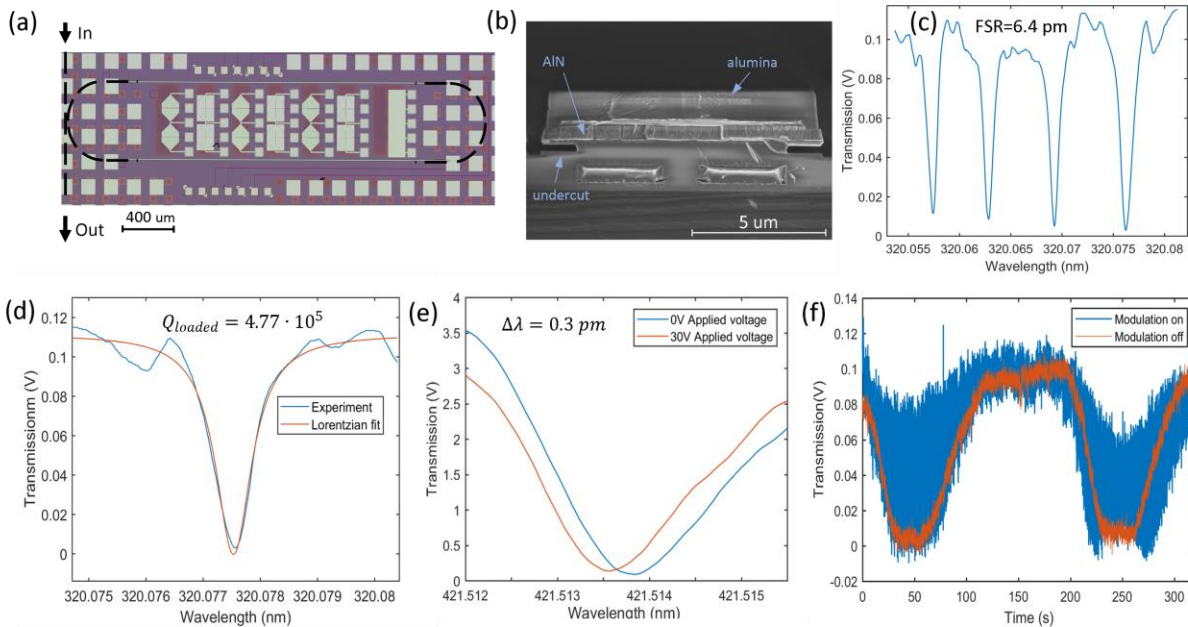 (a)
In
Out
400 um
(b)
AlN
alumina
undercut
5 um
(c)
FSR=6.4 pm
Transmission (V)
0.1
0.08
0.06
0.04
0.02
0
320.055
320.06
320.065
320.07
320.075
320.08
Wavelength (nm)
(d)
Q_loaded = 4.77 · 10^5
Transmissionnm (V)
0.12
0.1
0.08
0.06
0.04
0.02
0
Experiment
Lorentzian fit
320.075
320.076
320.077
320.078
320.079
320.08
Wavelength (nm)
(e)
Δλ = 0.3 pm
0V Applied voltage
30V Applied voltage
Transmission (V)
4
3.5
3
2.5
2
1.5
1
0.5
0
421.512
421.513
421.514
421.515
Wavelength (nm)
(f)
Modulation on
Modulation off
Transmission(V)
0.14
0.12
0.1
0.08
0.06
0.04
0.02
0
-0.02
0
50
100
150
200
250
300
Time (s)